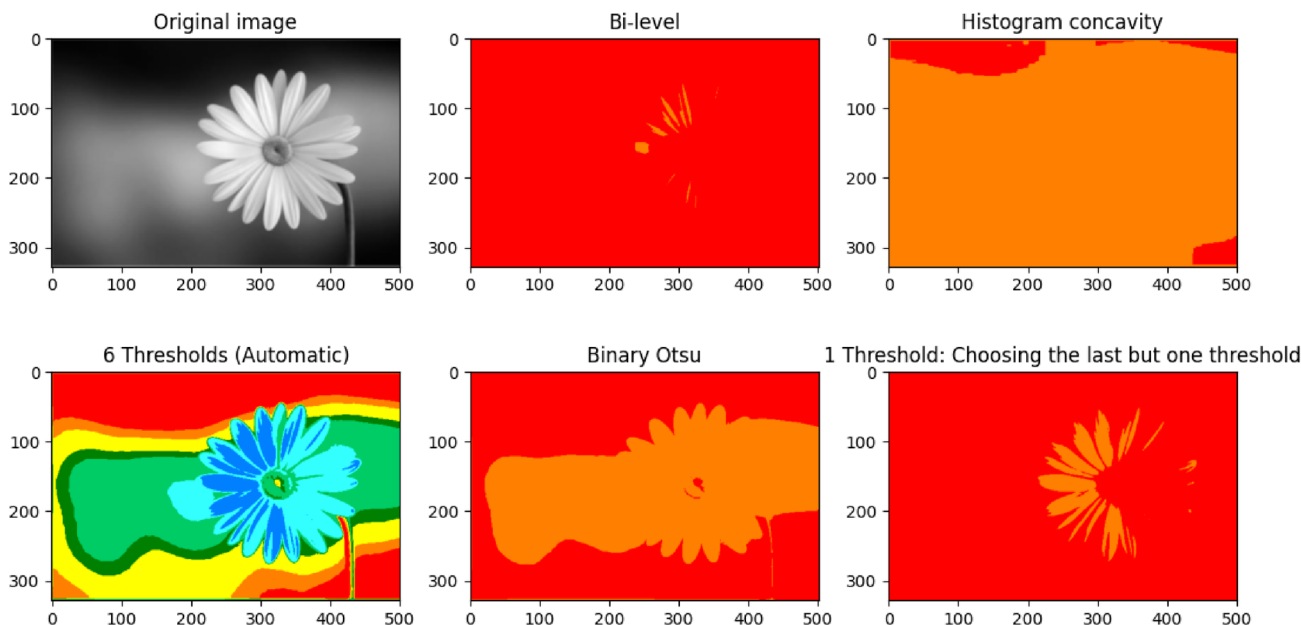 Original image
Bi-level
Histogram concavity
0
100
200
300
0 100 200 300 400 500
0
100
200
300
0 100 200 300 400 500
0
100
200
300
0 100 200 300 400 500
6 Thresholds (Automatic)
Binary Otsu
1 Threshold: Choosing the last but one threshold
0
100
200
300
0 100 200 300 400 500
0
100
200
300
0 100 200 300 400 500
0
100
200
300
0 100 200 300 400 500